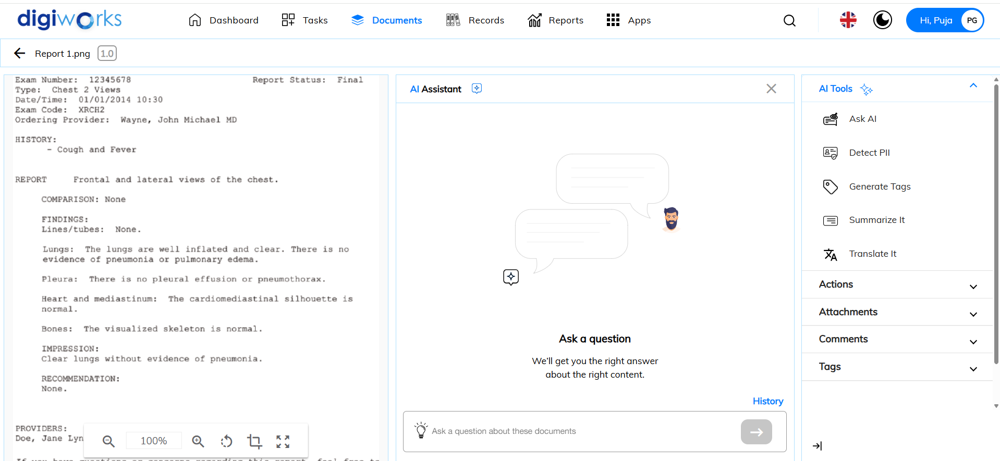 digiworks
Dashboard
Tasks
Documents
Records
Reports
Apps
Hi, Puja
PG
Report 1.png
1.0
Exam Number: 12345678 Report Status: Final
Type: Chest 2 Views
Date/Time: 01/01/2014 10:30
Exam Code: XRCH2
Ordering Provider: Wayne, John Michael MD
HISTORY:
- Cough and Fever
REPORT Frontal and lateral views of the chest.
COMPARISON: None
FINDINGS:
Lines/tubes: None.
Lungs: The lungs are well inflated and clear. There is no
evidence of pneumonia or pulmonary edema.
Pleura: There is no pleural effusion or pneumothorax.
Heart and mediastinum: The cardiomediastinal silhouette is
normal.
Bones: The visualized skeleton is normal.
IMPRESSION:
Clear lungs without evidence of pneumonia.
RECOMMENDATION:
None.
PROVIDERS:
Doe, Jane Lyn
100%
AI Assistant
Ask a question
We'll get you the right answer
about the right content.
History
Ask a question about these documents
AI Tools
Ask AI
Detect PII
Generate Tags
Summarize It
Translate It
Actions
Attachments
Comments
Tags